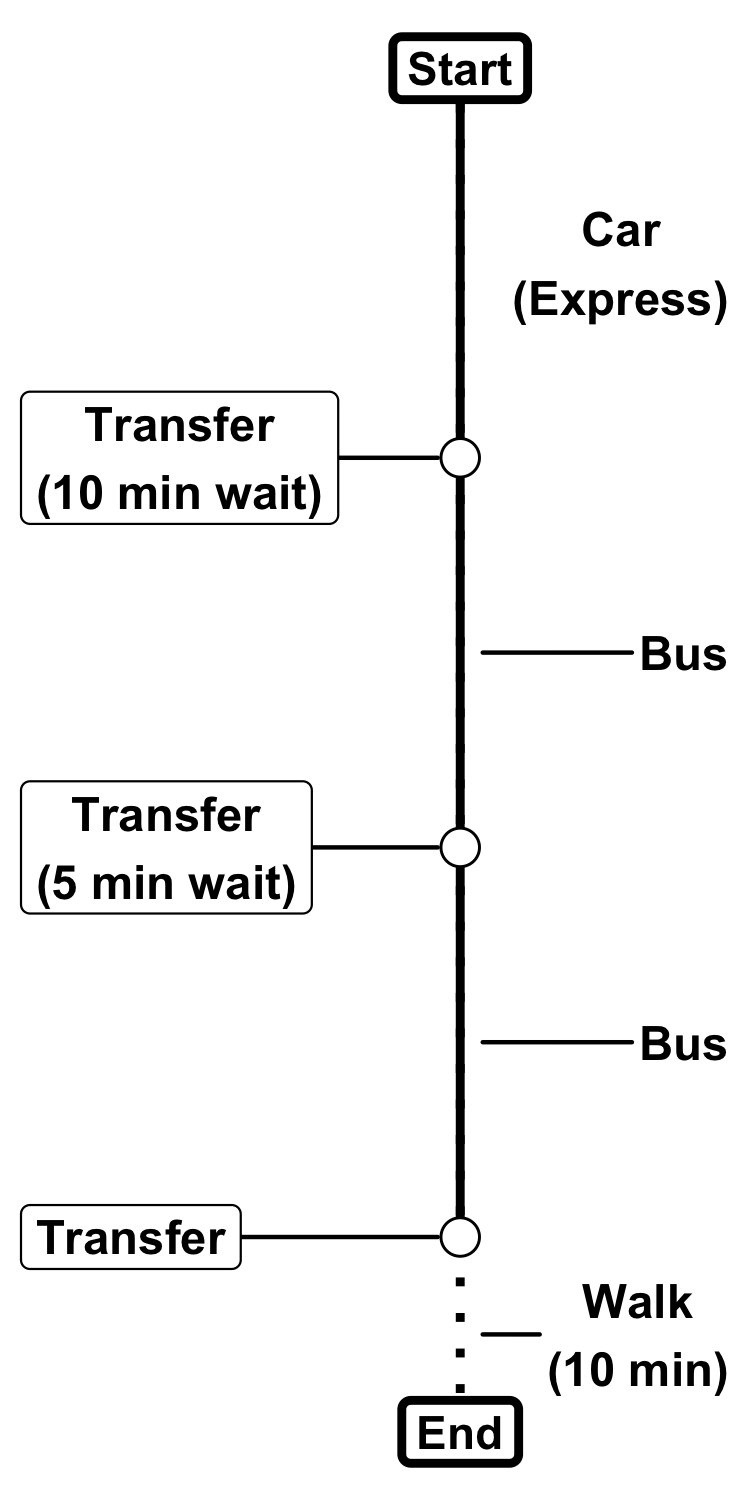 Start
Car
(Express)
Transfer
(10 min wait)
Bus
Transfer
(5 min wait)
Bus
Transfer
Walk
(10 min)
End